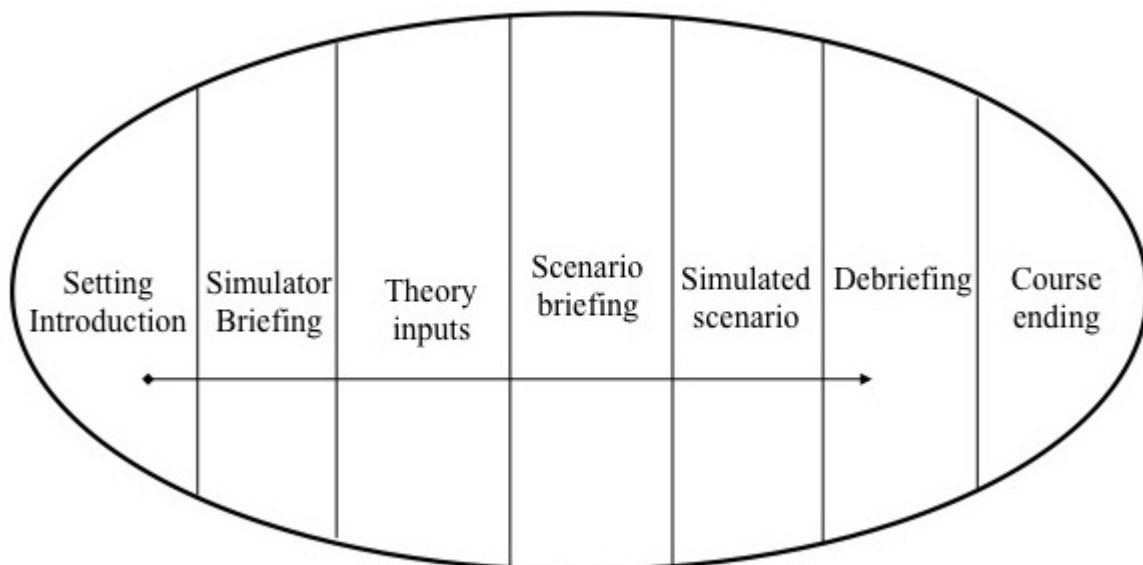 Setting
Introduction
Simulator
Briefing
Theory
inputs
Scenario
briefing
Simulated
scenario
Debriefing
Course
ending